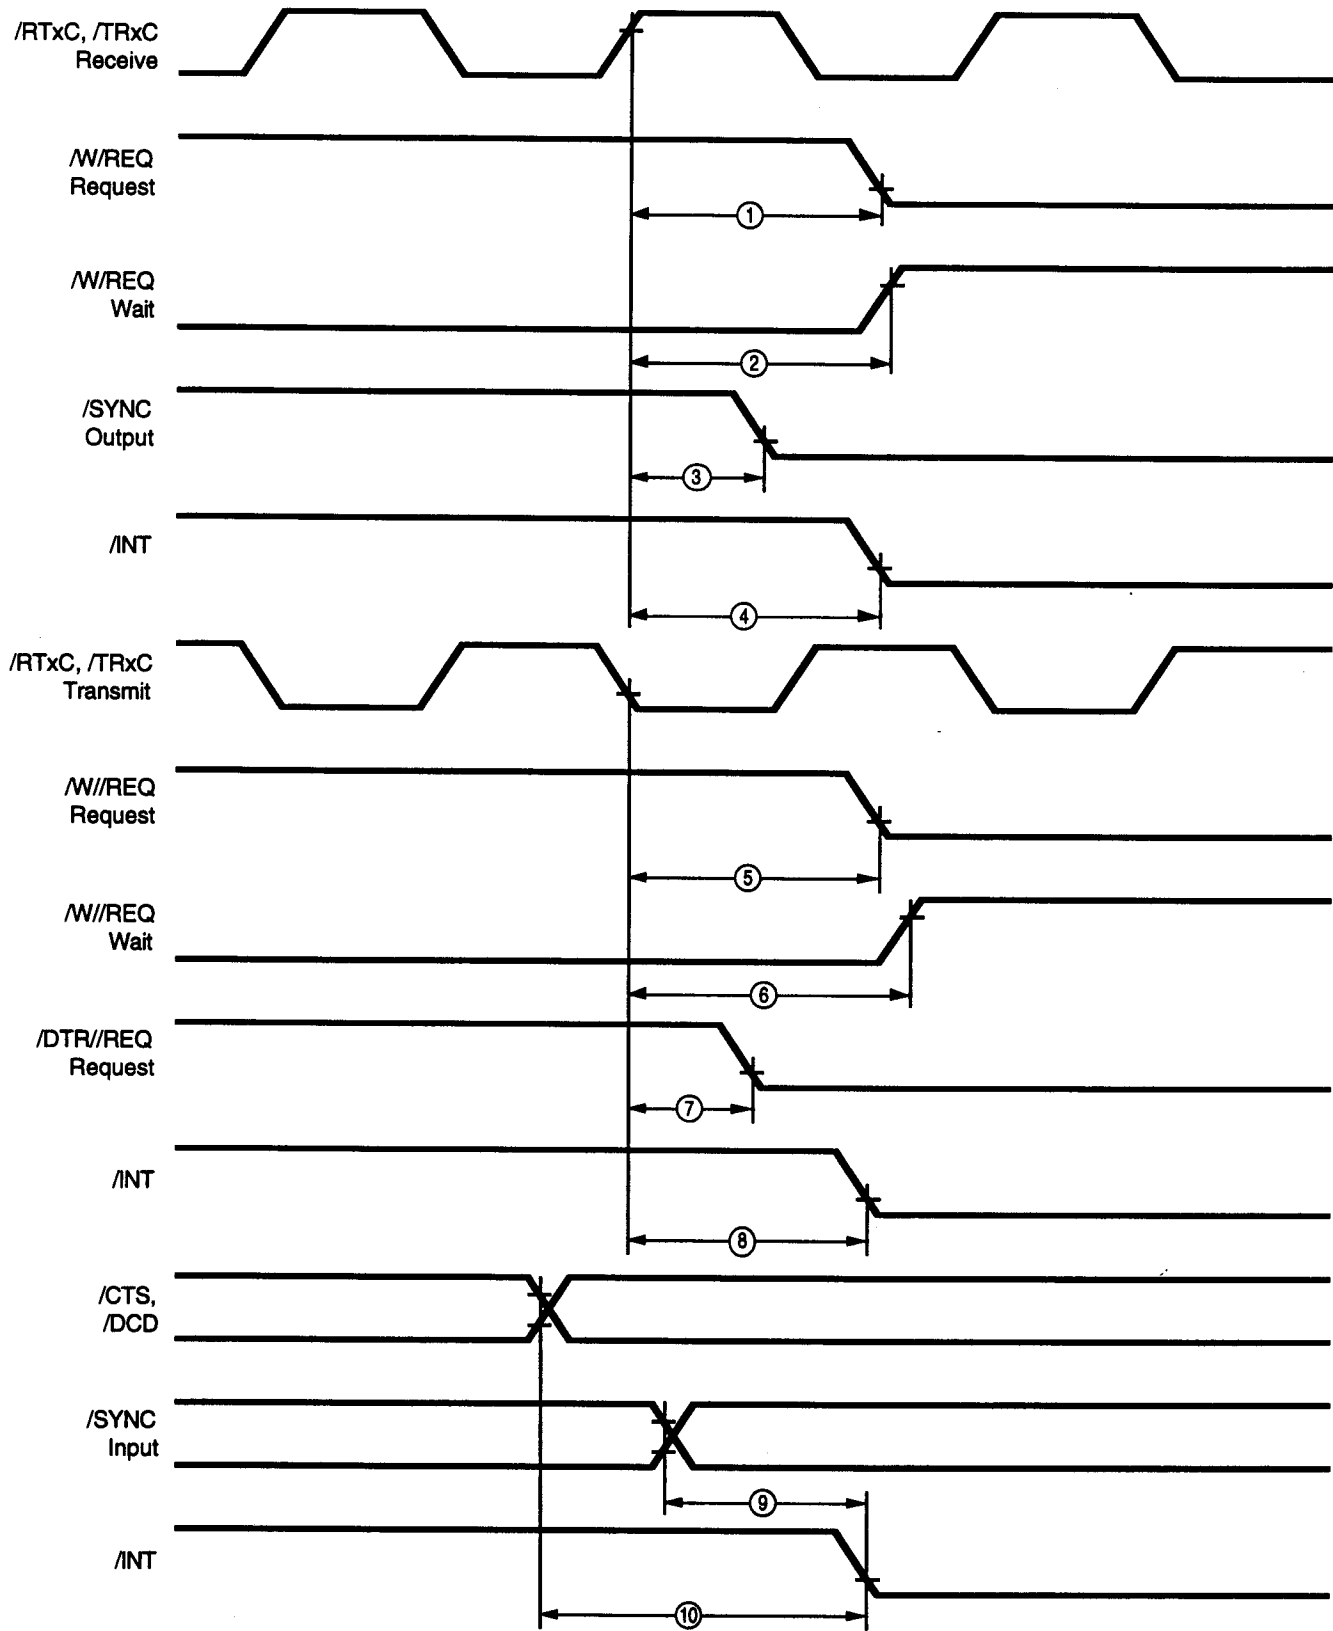 /RTxC, /TRxC
Receive
/W/REQ
Request
1
/W/REQ
Wait
2
/SYNC
Output
3
/INT
4
/RTxC, /TRxC
Transmit
/W//REQ
Request
5
/W//REQ
Wait
6
/DTR//REQ
Request
7
/INT
8
/CTS,
/DCD
/SYNC
Input
9
/INT
10